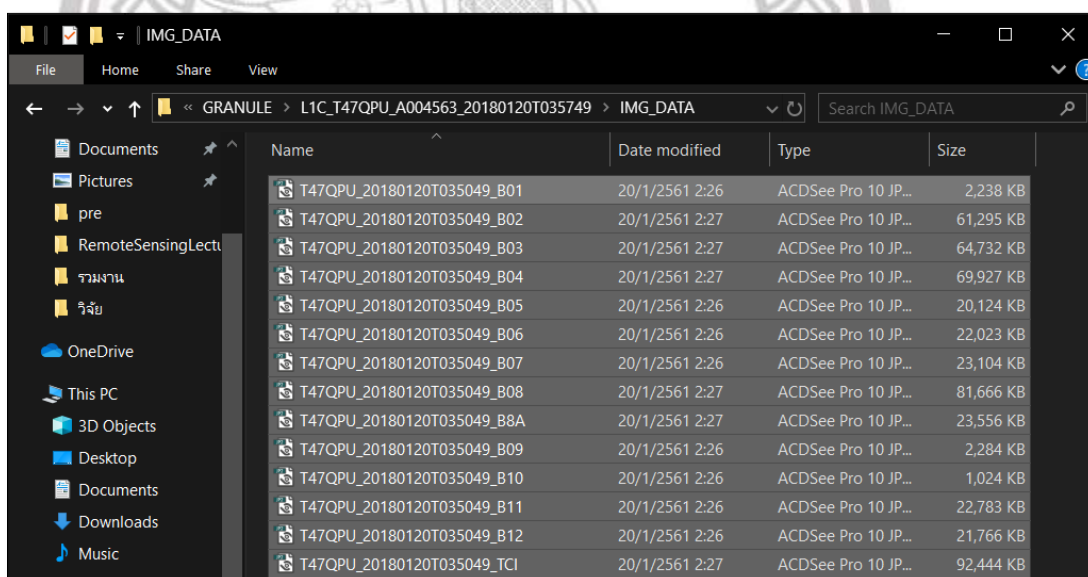 IMG_DATA
File Home Share View
« GRANULE > L1C_T47QPU_A004563_20180120T035749 > IMG_DATA Search IMG_DATA
Documents
Pictures
pre
RemoteSensingLectu
รวมงาน
วิจัย
OneDrive
This PC
3D Objects
Desktop
Documents
Downloads
Music
Name Date modified Type Size
T47QPU_20180120T035049_B01 20/1/2561 2:26 ACDSee Pro 10 JP... 2,238 KB
T47QPU_20180120T035049_B02 20/1/2561 2:27 ACDSee Pro 10 JP... 61,295 KB
T47QPU_20180120T035049_B03 20/1/2561 2:27 ACDSee Pro 10 JP... 64,732 KB
T47QPU_20180120T035049_B04 20/1/2561 2:27 ACDSee Pro 10 JP... 69,927 KB
T47QPU_20180120T035049_B05 20/1/2561 2:26 ACDSee Pro 10 JP... 20,124 KB
T47QPU_20180120T035049_B06 20/1/2561 2:26 ACDSee Pro 10 JP... 22,023 KB
T47QPU_20180120T035049_B07 20/1/2561 2:26 ACDSee Pro 10 JP... 23,104 KB
T47QPU_20180120T035049_B08 20/1/2561 2:27 ACDSee Pro 10 JP... 81,666 KB
T47QPU_20180120T035049_B8A 20/1/2561 2:27 ACDSee Pro 10 JP... 23,556 KB
T47QPU_20180120T035049_B09 20/1/2561 2:26 ACDSee Pro 10 JP... 2,284 KB
T47QPU_20180120T035049_B10 20/1/2561 2:26 ACDSee Pro 10 JP... 1,024 KB
T47QPU_20180120T035049_B11 20/1/2561 2:26 ACDSee Pro 10 JP... 22,783 KB
T47QPU_20180120T035049_B12 20/1/2561 2:26 ACDSee Pro 10 JP... 21,766 KB
T47QPU_20180120T035049_TCI 20/1/2561 2:27 ACDSee Pro 10 JP... 92,444 KB